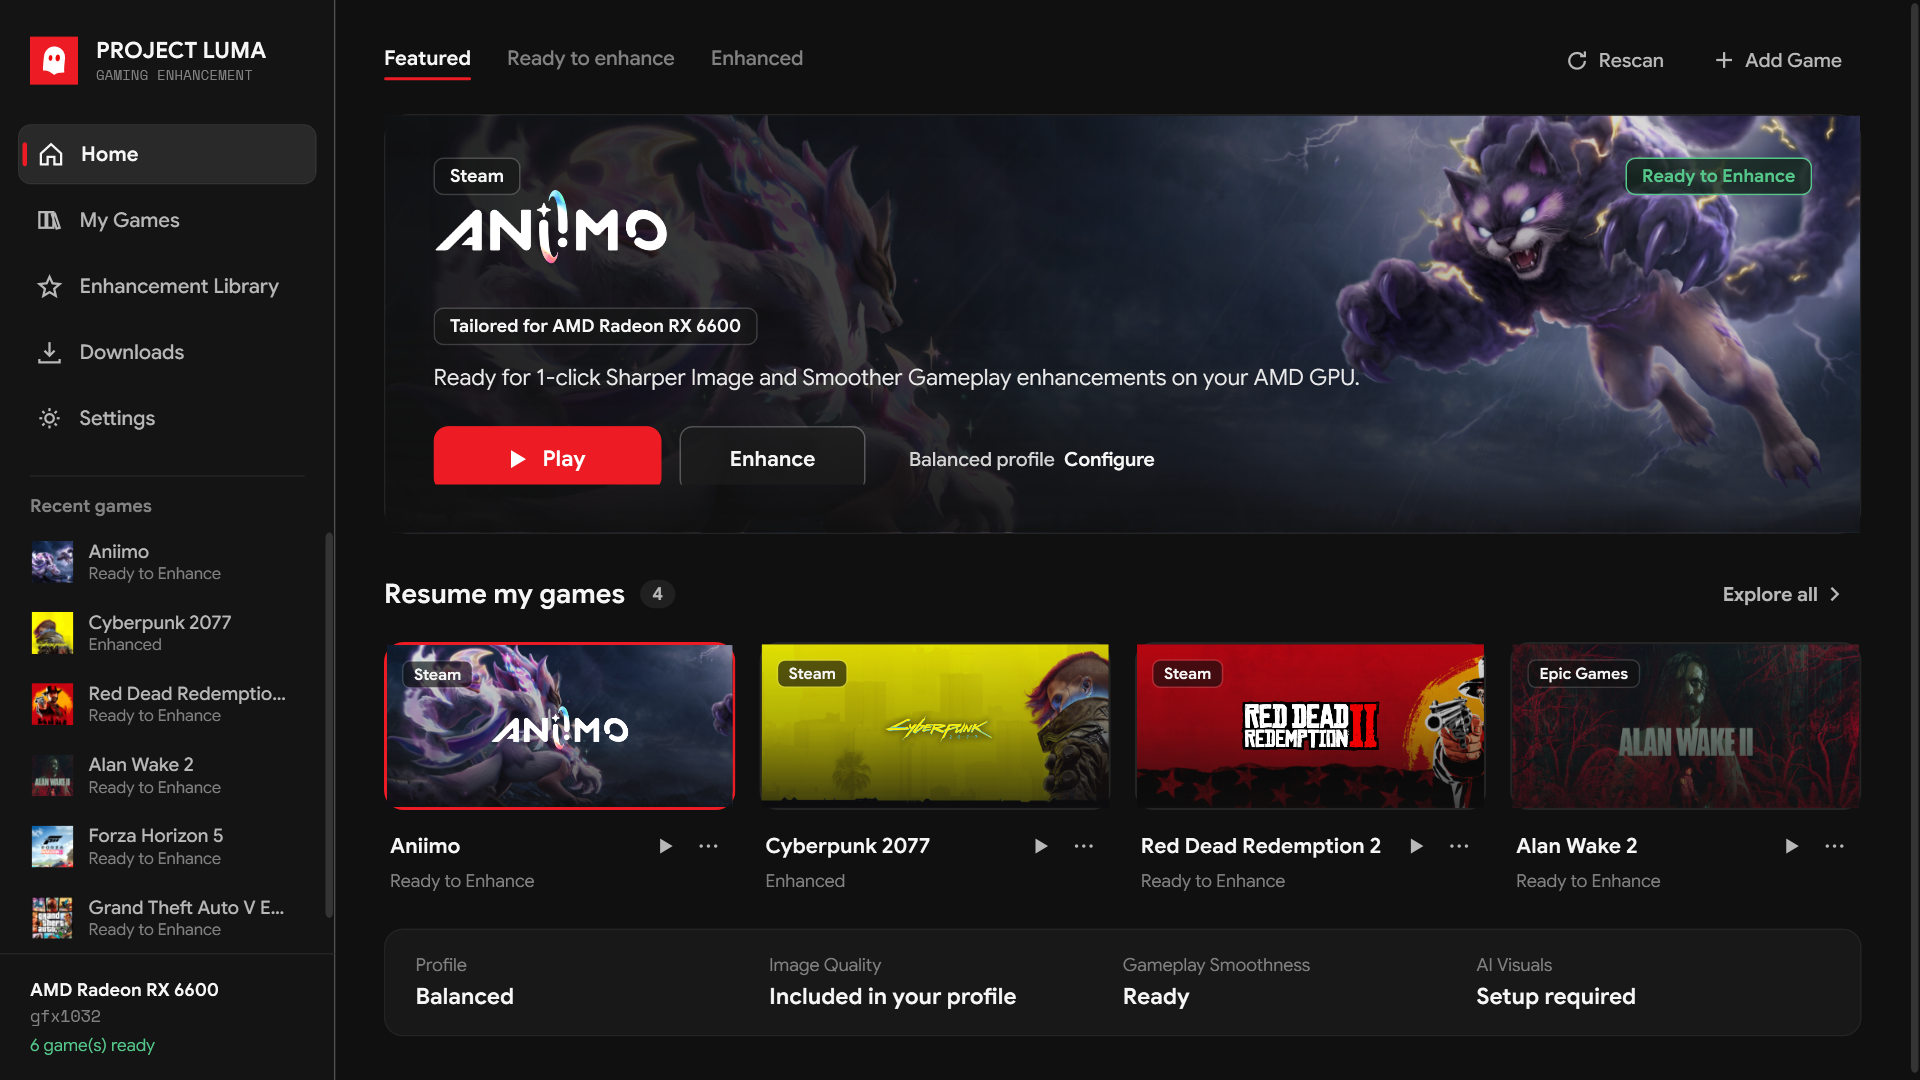 PROJECT LUMA
GAMING ENHANCEMENT
Home
My Games
Enhancement Library
Downloads
Settings
Recent games
Aniimo
Ready to Enhance
Cyberpunk 2077
Enhanced
Red Dead Redemptio...
Ready to Enhance
Alan Wake 2
Ready to Enhance
Forza Horizon 5
Ready to Enhance
Grand Theft Auto V E...
Ready to Enhance
AMD Radeon RX 6600
gfx1032
6 game(s) ready
Featured
Ready to enhance
Enhanced
Rescan
Add Game
Steam
Ready to Enhance
ANIIMO
Tailored for AMD Radeon RX 6600
Ready for 1-click Sharper Image and Smoother Gameplay enhancements on your AMD GPU.
Play
Enhance
Balanced profile Configure
Resume my games 4
Explore all
Steam
ANIIMO
Aniimo
Ready to Enhance
Steam
Cyberpunk
Cyberpunk 2077
Enhanced
Steam
RED DEAD
REDEMPTION II
Red Dead Redemption 2
Ready to Enhance
Epic Games
ALAN WAKE II
Alan Wake 2
Ready to Enhance
Profile
Balanced
Image Quality
Included in your profile
Gameplay Smoothness
Ready
AI Visuals
Setup required